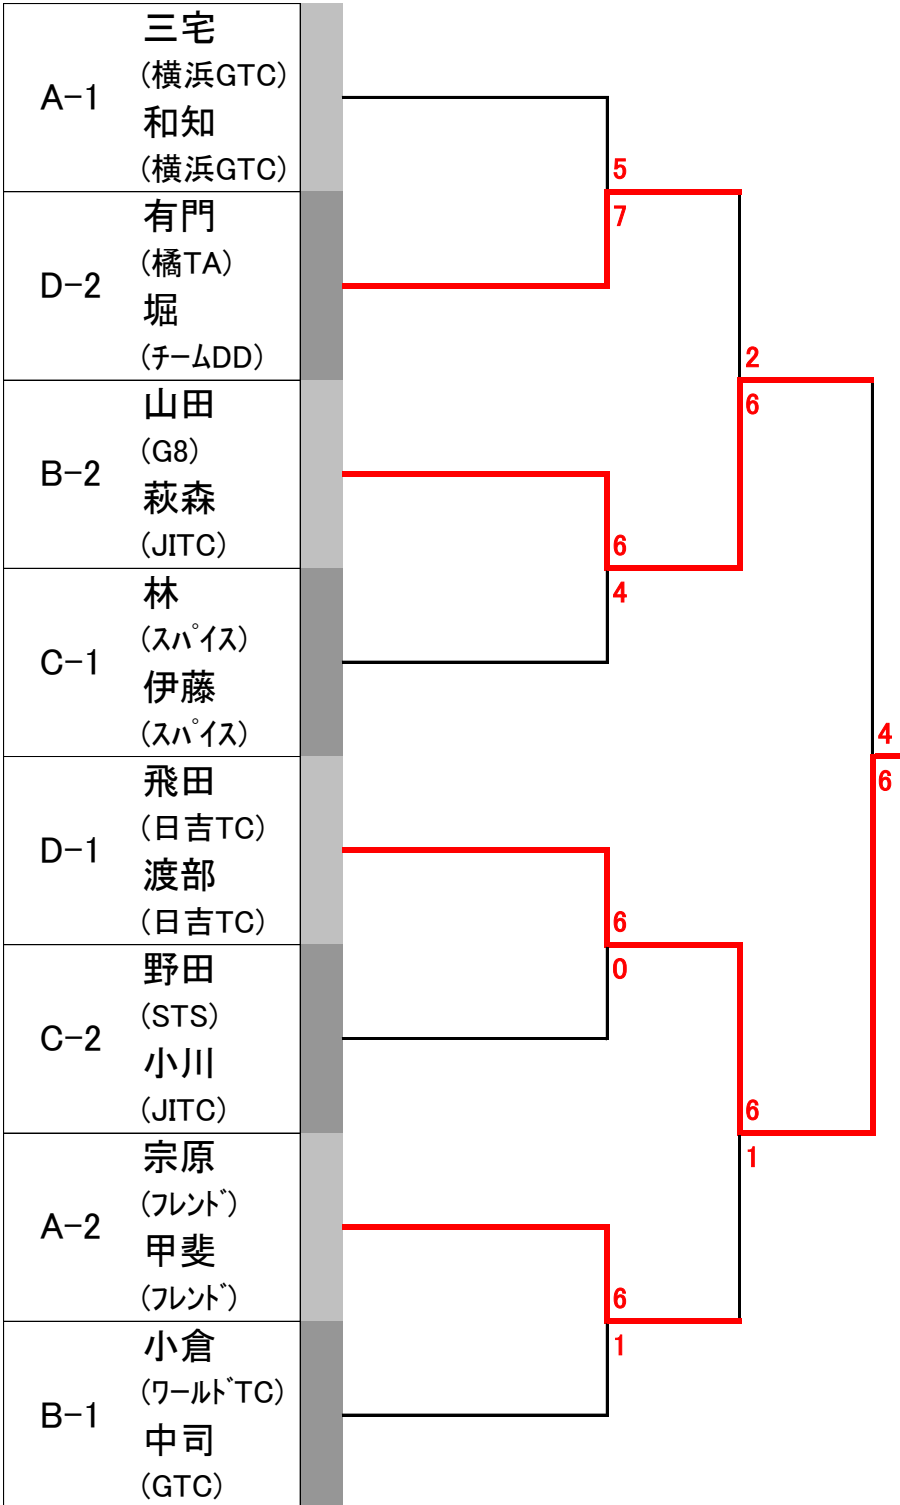 三宅
(横浜GTC)
A-1
和知
(横浜GTC)
5
有門
7
(橘TA)
D-2
堀
(チームDD)
2
山田
6
(G8)
B-2
萩森
(JITC)
6
林
4
(スパイス)
C-1
伊藤
(スパイス)
4
飛田
6
(日吉TC)
D-1
渡部
(日吉TC)
6
野田
0
(STS)
C-2
小川
(JITC)
6
宗原
1
(フレンド)
A-2
甲斐
(フレンド)
6
小倉
1
(ワールドTC)
B-1
中司
(GTC)